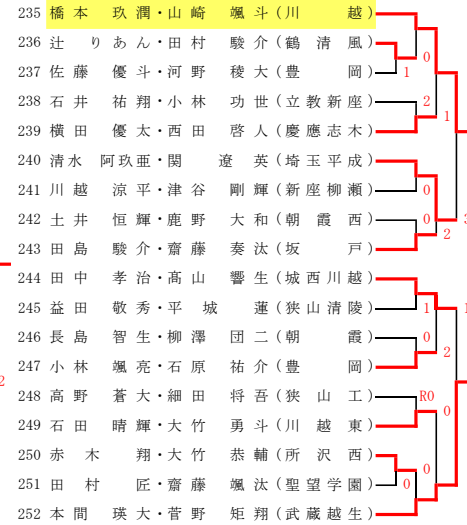 235 橋本 玖潤・山崎 颯斗(川越)
236 辻 りあん・田村 駿介(鶴清風) 0
237 佐藤 優斗・河野 稜大(豊岡) 1
238 石井 祐翔・小林 功世(立教新座) 2
239 横田 優太・西田 啓人(慶應志木) 1
240 清水 阿玖亜・関 遼英(埼玉平成)
241 川越 涼平・津谷 剛輝(新座柳瀬) 0
242 土井 恒輝・鹿野 大和(朝霞西) 0 3
243 田島 駿介・齋藤 奏汰(坂戸) 2
244 田中 孝治・髙山 響生(城西川越)
245 益田 敬秀・平城 蓮(狭山清陵) 1 1
246 長島 智生・柳澤 団二(朝霞) 0
247 小林 颯亮・石原 祐介(豊岡) 2
2
248 高野 蒼大・細田 将吾(狭山工) R0
249 石田 晴輝・大竹 勇斗(川越東) 0
250 赤木 翔・大竹 恭輔(所沢西) 0
251 田村 匠・齋藤 颯汰(聖望学園) 0
252 本間 瑛大・菅野 矩翔(武蔵越生)